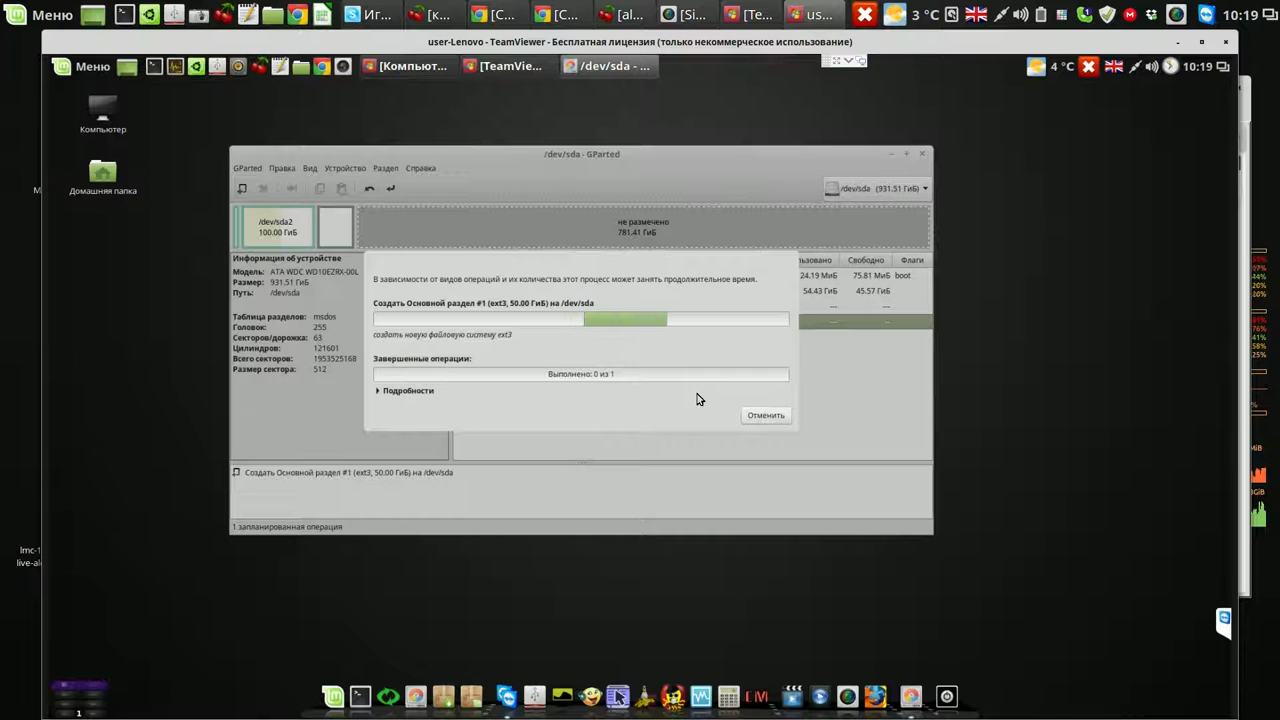 Меню
Иг...
[к...
[С...
[С...
[al...
[Si...
[Te...
us...
3 °C
10:19
user-Lenovo - TeamViewer - Бесплатная лицензия (только некоммерческое использование)
Меню
[Компьют...
[TeamVie...
/dev/sda - ...
4 °C
10:19
Компьютер
Домашняя папка
/dev/sda - GParted
GParted Правка Вид Устройство Раздел Справка
/dev/sda (931.51 ГиБ)
/dev/sda2
100.00 ГиБ
не размечено
781.41 ГиБ
Информация об устройстве
Модель: ATA WDC WD10EZRX-00L
Размер: 931.51 ГиБ
Путь: /dev/sda
Таблица разделов: msdos
Головок: 255
Секторов/дорожка: 63
Цилиндров: 121601
Всего секторов: 1953525168
Размер сектора: 512
льзовано Свободно Флаги
24.19 МиБ 75.81 МиБ boot
54.43 ГиБ 45.57 ГиБ
--- ---
--- ---
В зависимости от видов операций и их количества этот процесс может занять продолжительное время.
Создать Основной раздел #1 (ext3, 50.00 ГиБ) на /dev/sda
создать новую файловую систему ext3
Завершенные операции:
Выполнено: 0 из 1
Подробности
Отменить
Создать Основной раздел #1 (ext3, 50.00 ГиБ) на /dev/sda
1 запланированная операция
lmc-1
live-al
1